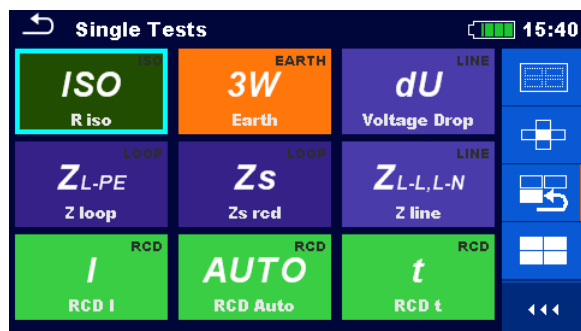 Single Tests 15:40
ISO EARTH LINE
ISO 3W dU
R iso Earth Voltage Drop
LOOP LOOP LINE
ZL-PE Zs ZL-L,L-N
Z loop Zs rcd Z line
RCD RCD RCD
I AUTO t
RCD I RCD Auto RCD t